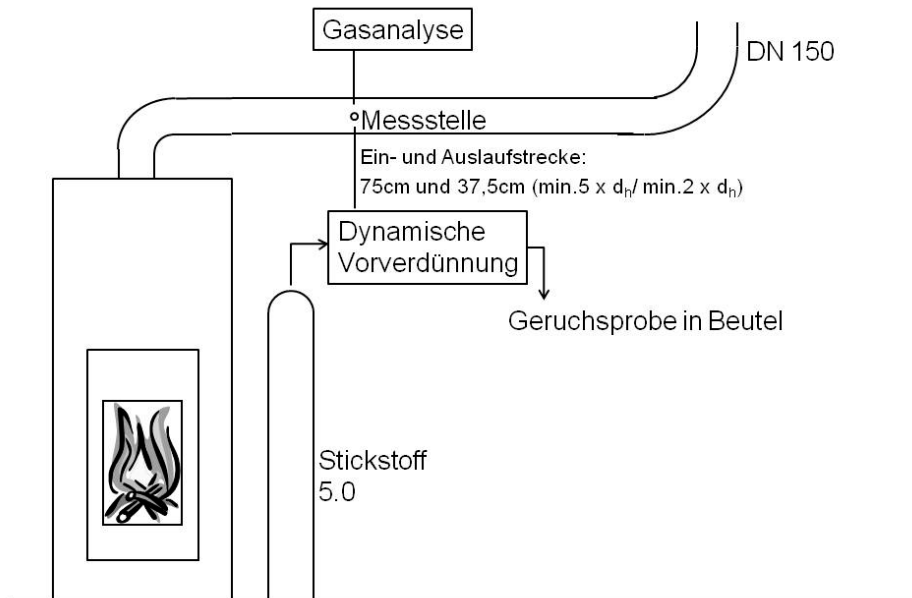 Gasanalyse
DN 150
Messstelle
Ein- und Auslaufstrecke:
75cm und 37,5cm (min.5 x dh/ min.2 x dh)
Dynamische
Vorverdünnung
Geruchsprobe in Beutel
Stickstoff
5.0